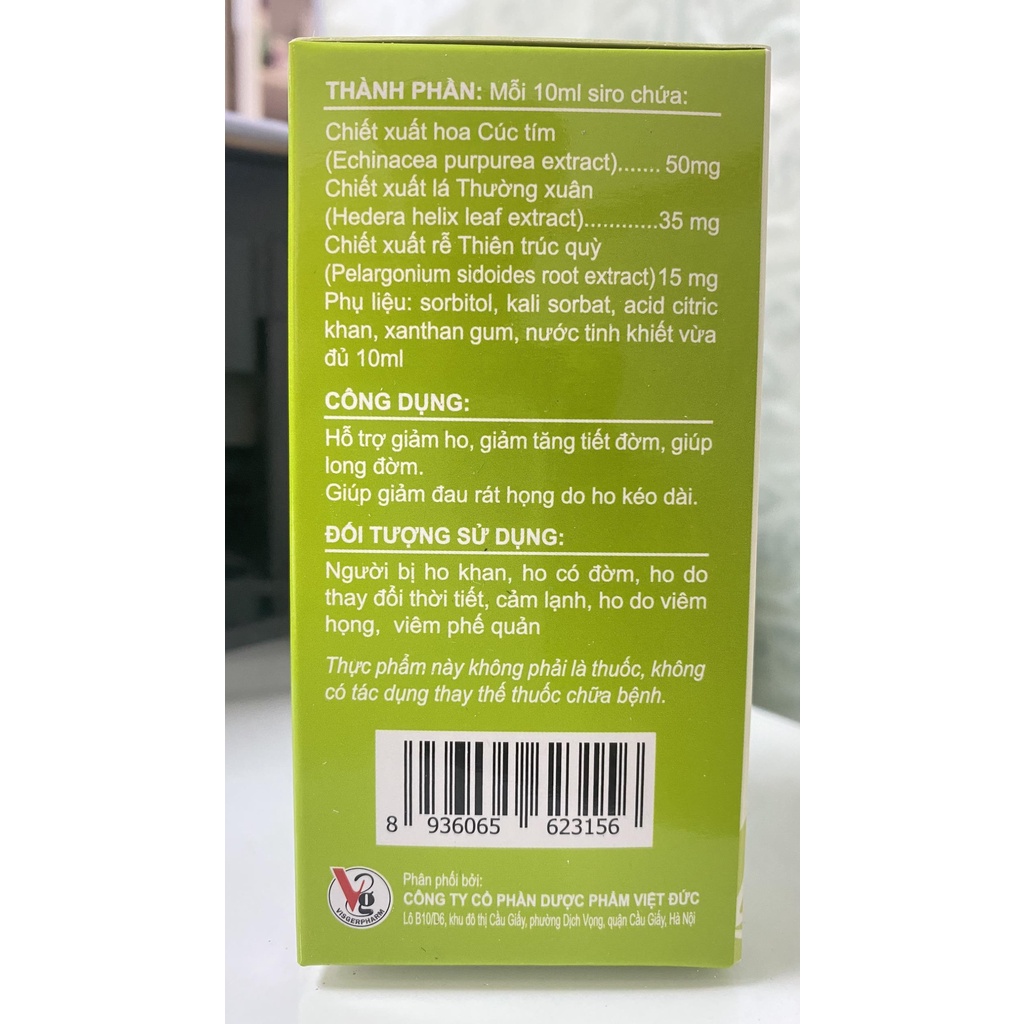 THÀNH PHẦN: Mỗi 10ml siro chứa:
Chiết xuất hoa Cúc tím
(Echinacea purpurea extract)....... 50mg
Chiết xuất lá Thường xuân
(Hedera helix leaf extract)............35 mg
Chiết xuất rễ Thiên trúc quỳ
(Pelargonium sidoides root extract)15 mg
Phụ liệu: sorbitol, kali sorbat, acid citric
khan, xanthan gum, nước tinh khiết vừa
đủ 10ml
CÔNG DỤNG:
Hỗ trợ giảm ho, giảm tăng tiết đờm, giúp
long đờm.
Giúp giảm đau rát họng do ho kéo dài.
ĐỐI TƯỢNG SỬ DỤNG:
Người bị ho khan, ho có đờm, ho do
thay đổi thời tiết, cảm lạnh, ho do viêm
họng, viêm phế quản
Thực phẩm này không phải là thuốc, không
có tác dụng thay thế thuốc chữa bệnh.
8 936065 623156
Vg
VISGERPHARM
Phân phối bởi:
CÔNG TY CỔ PHẦN DƯỢC PHẨM VIỆT ĐỨC
Lô B10/D6, khu đô thị Cầu Giấy, phường Dịch Vọng, quận Cầu Giấy, Hà Nội